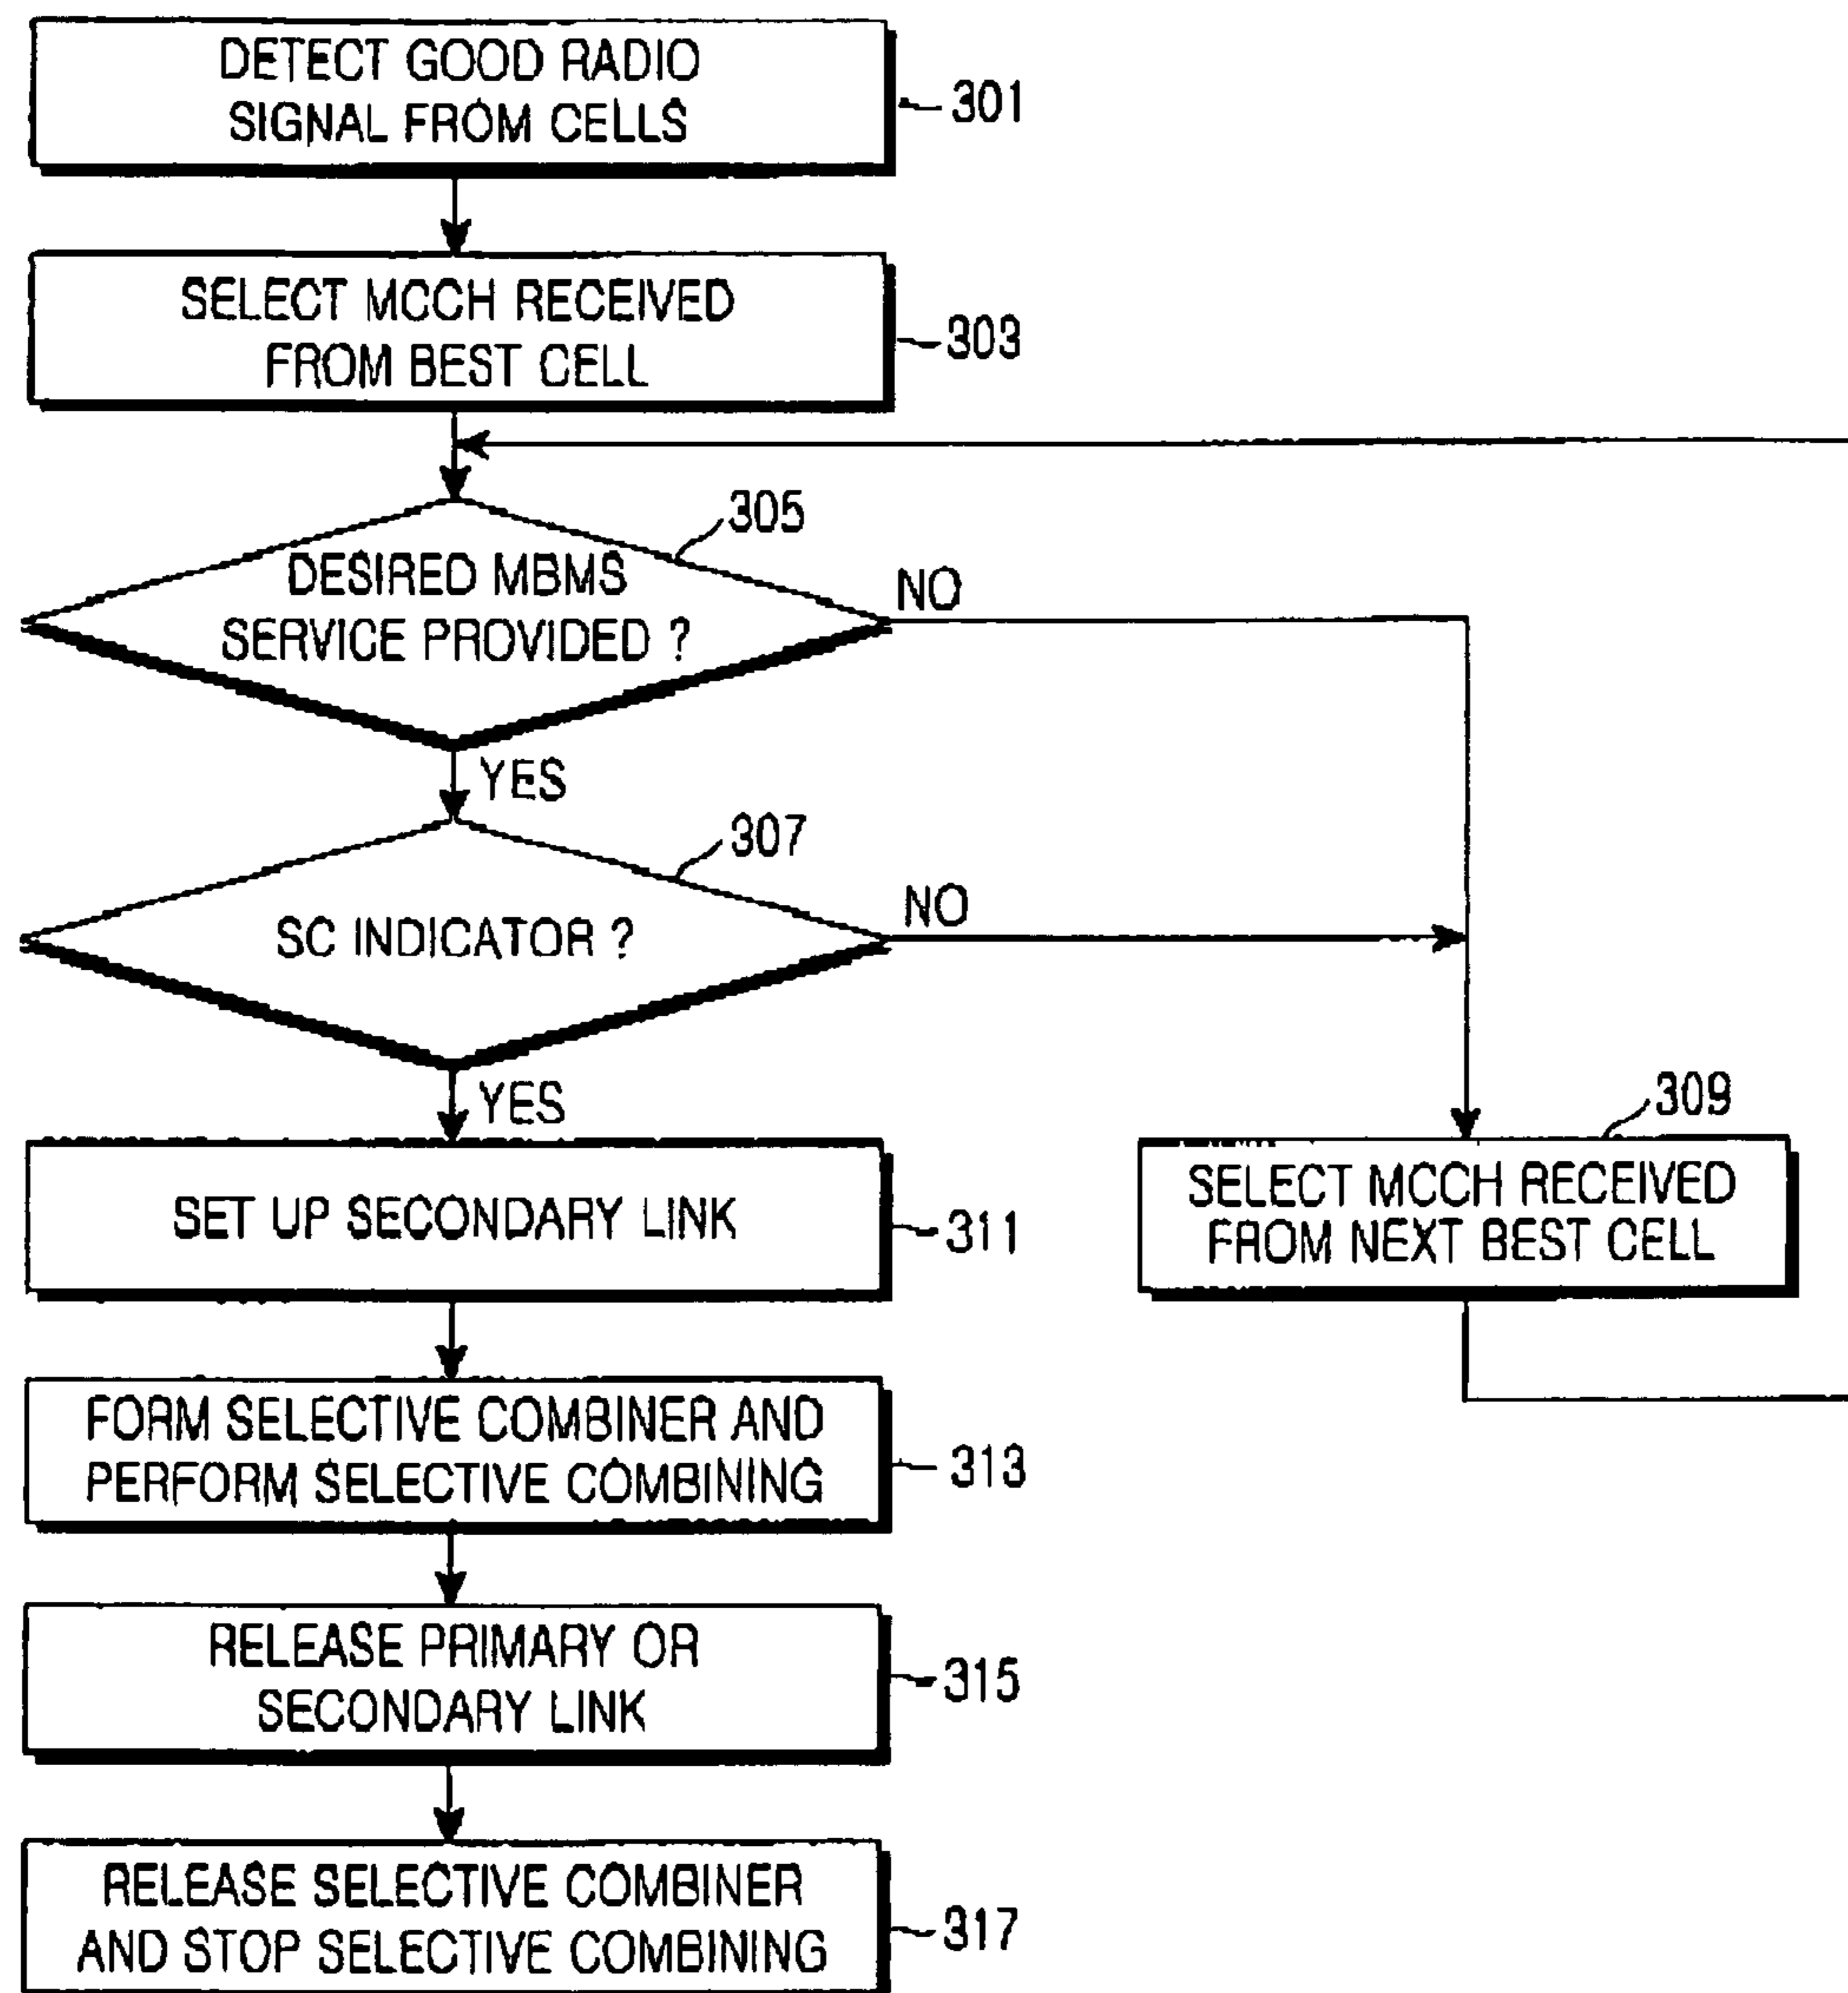 DETECT GOOD RADIO
SIGNAL FROM CELLS
301
SELECT MCCH RECEIVED
FROM BEST CELL
303
305
DESIRED MBMS
SERVICE PROVIDED ?
NO
YES
307
SC INDICATOR ?
NO
YES
309
SELECT MCCH RECEIVED
FROM NEXT BEST CELL
SET UP SECONDARY LINK
311
FORM SELECTIVE COMBINER AND
PERFORM SELECTIVE COMBINING
313
RELEASE PRIMARY OR
SECONDARY LINK
315
RELEASE SELECTIVE COMBINER
AND STOP SELECTIVE COMBINING
317